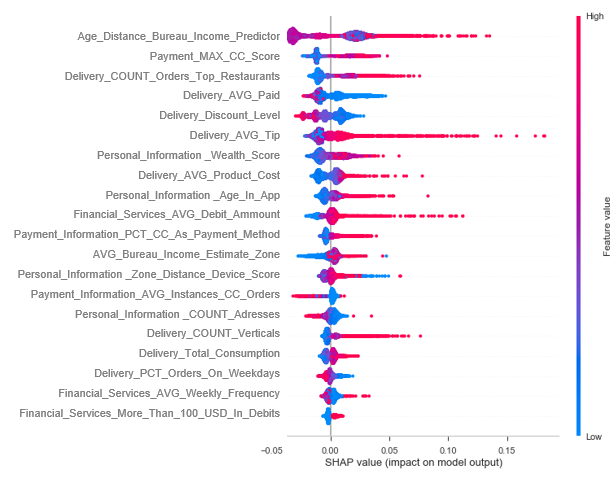 High
Age_Distance_Bureau_Income_Predictor
Payment_MAX_CC_Score
Delivery_COUNT_Orders_Top_Restaurants
Delivery_AVG_Paid
Delivery_Discount_Level
Delivery_AVG_Tip
Personal_Information _Wealth_Score
Delivery_AVG_Product_Cost
Personal_Information _Age_In_App
Financial_Services_AVG_Debit_Ammount
Payment_Information_PCT_CC_As_Payment_Method
AVG_Bureau_Income_Estimate_Zone
Personal_Information _Zone_Distance_Device_Score
Payment_Information_AVG_Instances_CC_Orders
Personal_Information _COUNT_Adresses
Delivery_COUNT_Verticals
Delivery_Total_Consumption
Delivery_PCT_Orders_On_Weekdays
Financial_Services_AVG_Weekly_Frequency
Financial_Services_More_Than_100_USD_In_Debits
Feature value
Low
−0.05 0.00 0.05 0.10 0.15
SHAP value (impact on model output)